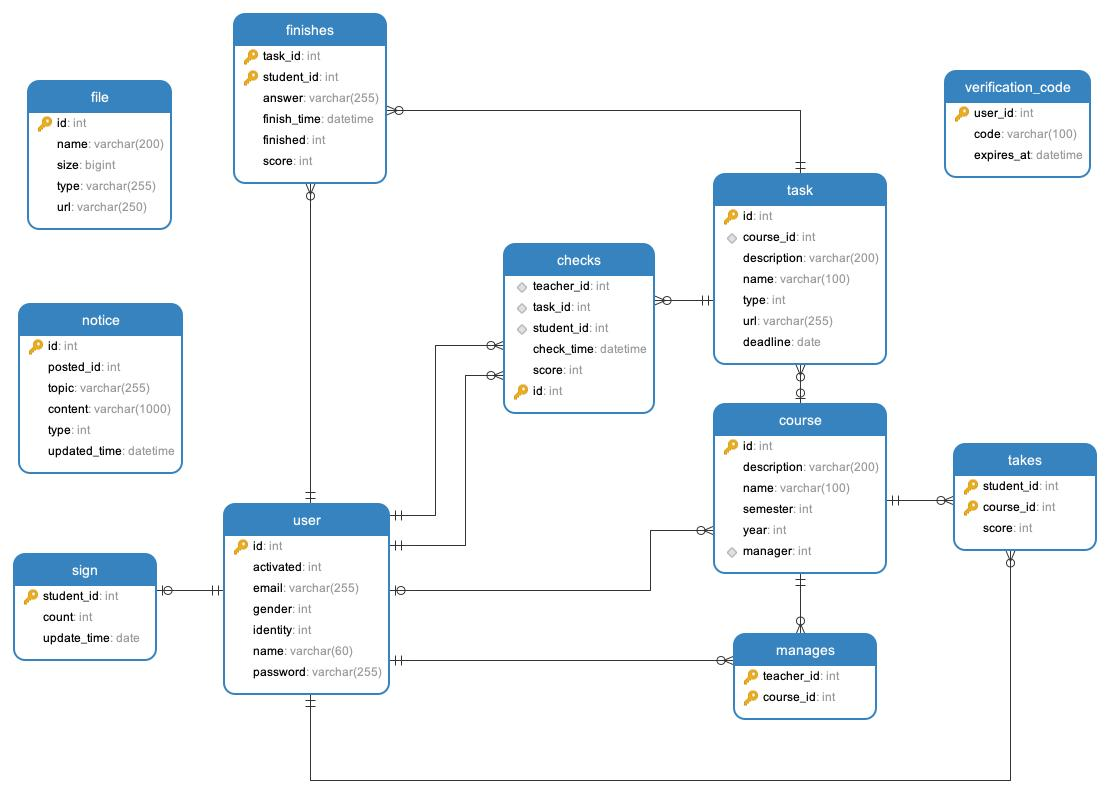 finishes
task_id: int
student_id: int
answer: varchar(255)
finish_time: datetime
finished: int
score: int
file
id: int
name: varchar(200)
size: bigint
type: varchar(255)
url: varchar(250)
verification_code
user_id: int
code: varchar(100)
expires_at: datetime
task
id: int
course_id: int
description: varchar(200)
name: varchar(100)
type: int
url: varchar(255)
deadline: date
checks
teacher_id: int
task_id: int
student_id: int
check_time: datetime
score: int
id: int
notice
id: int
posted_id: int
topic: varchar(255)
content: varchar(1000)
type: int
updated_time: datetime
course
id: int
description: varchar(200)
name: varchar(100)
semester: int
year: int
manager: int
takes
student_id: int
course_id: int
score: int
user
id: int
activated: int
email: varchar(255)
gender: int
identity: int
name: varchar(60)
password: varchar(255)
sign
student_id: int
count: int
update_time: date
manages
teacher_id: int
course_id: int